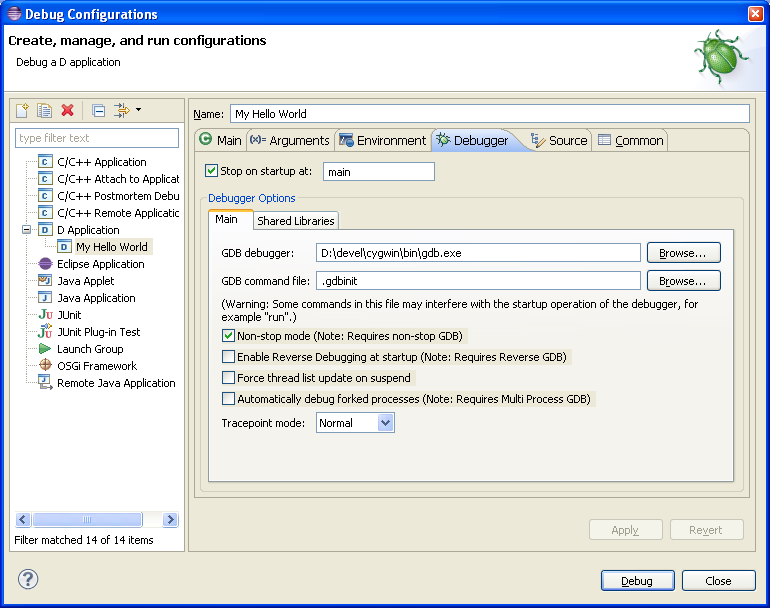 Debug Configurations
Create, manage, and run configurations
Debug a D application
type filter text
C/C++ Application
C/C++ Attach to Applicat
C/C++ Postmortem Debu
C/C++ Remote Applicatic
D Application
My Hello World
Eclipse Application
Java Applet
Java Application
JUnit
JUnit Plug-in Test
Launch Group
OSGi Framework
Remote Java Application
Filter matched 14 of 14 items
Name: My Hello World
Main (x)= Arguments Environment Debugger Source Common
Stop on startup at: main
Debugger Options
Main Shared Libraries
GDB debugger: D:\devel\cygwin\bin\gdb.exe Browse...
GDB command file: .gdbinit Browse...
(Warning: Some commands in this file may interfere with the startup operation of the debugger, for
example "run".)
Non-stop mode (Note: Requires non-stop GDB)
Enable Reverse Debugging at startup (Note: Requires Reverse GDB)
Force thread list update on suspend
Automatically debug forked processes (Note: Requires Multi Process GDB)
Tracepoint mode: Normal
Apply Revert
Debug Close